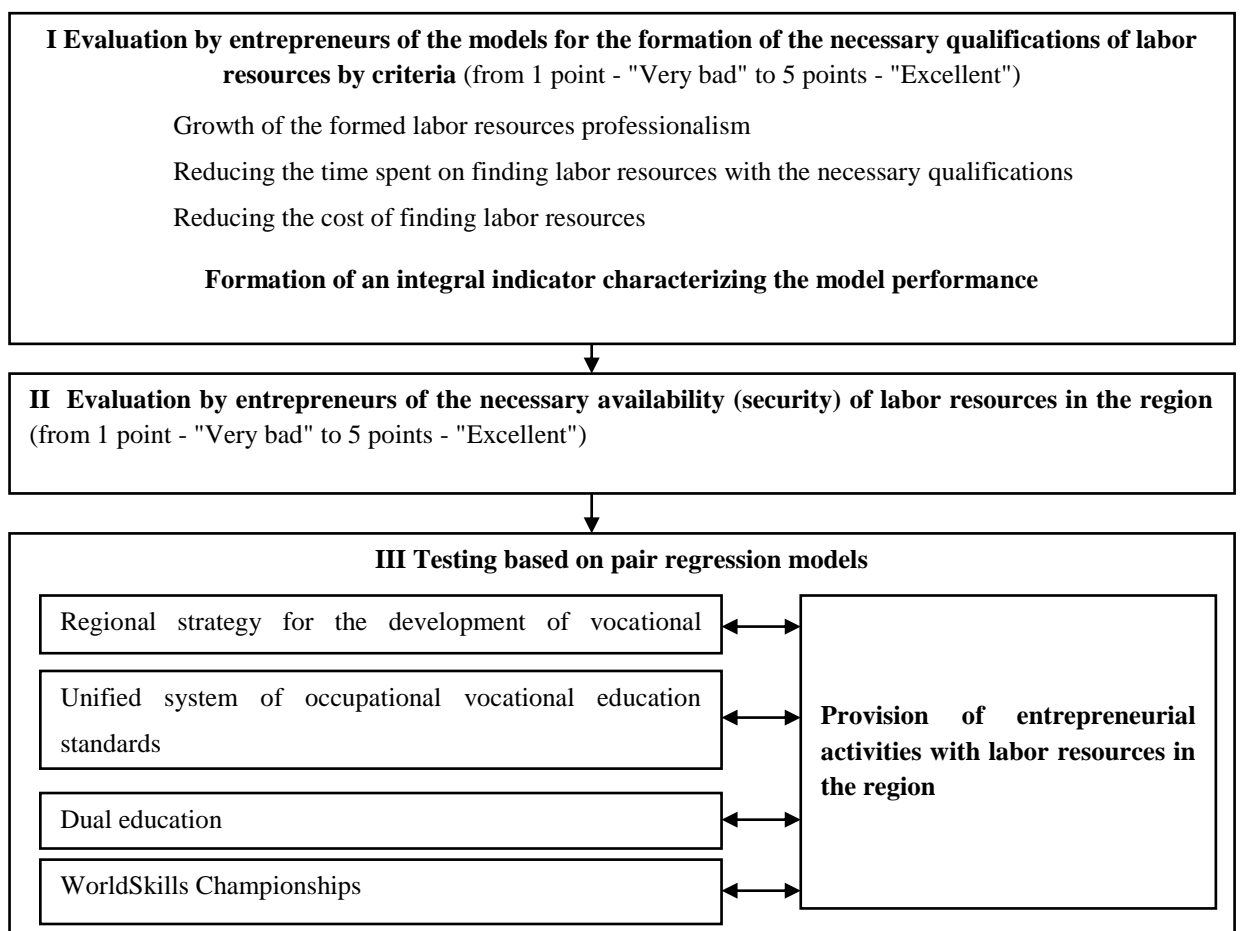 I Evaluation by entrepreneurs of the models for the formation of the necessary qualifications of labor
resources by criteria (from 1 point - "Very bad" to 5 points - "Excellent")
Growth of the formed labor resources professionalism
Reducing the time spent on finding labor resources with the necessary qualifications
Reducing the cost of finding labor resources
Formation of an integral indicator characterizing the model performance
II Evaluation by entrepreneurs of the necessary availability (security) of labor resources in the region
(from 1 point - "Very bad" to 5 points - "Excellent")
III Testing based on pair regression models
Regional strategy for the development of vocational
Unified system of occupational vocational education
standards
Dual education
WorldSkills Championships
Provision of entrepreneurial
activities with labor resources in
the region